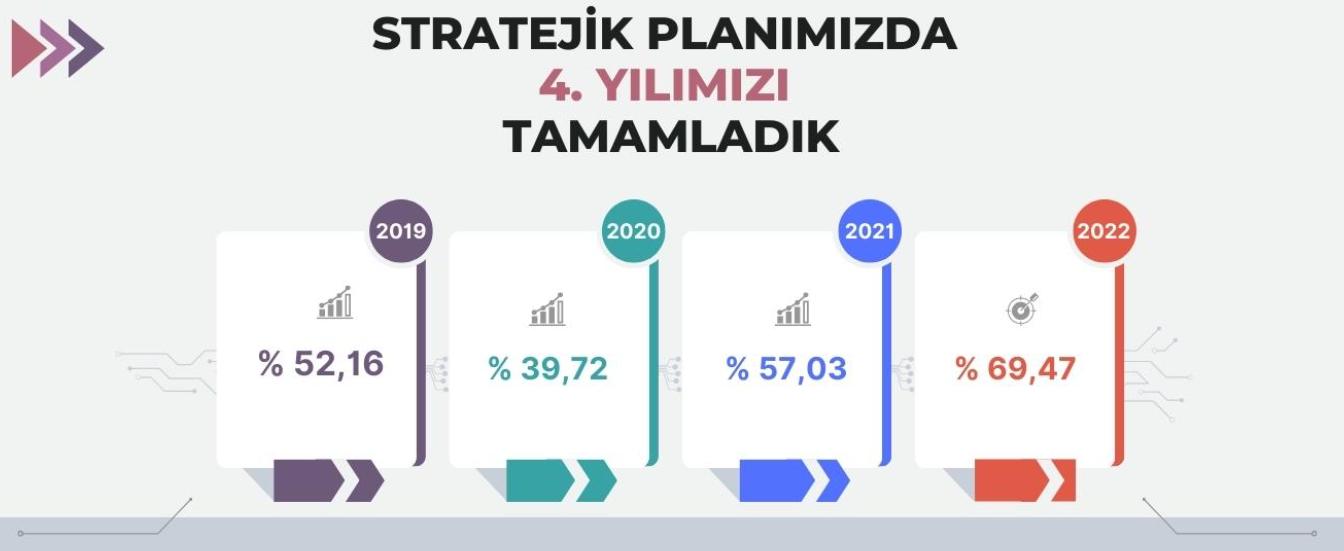 STRATEJİK PLANIMIZDA
4. YILIMIZI
TAMAMLADIK
2019
2020
2021
2022
% 52,16
% 39,72
% 57,03
% 69,47